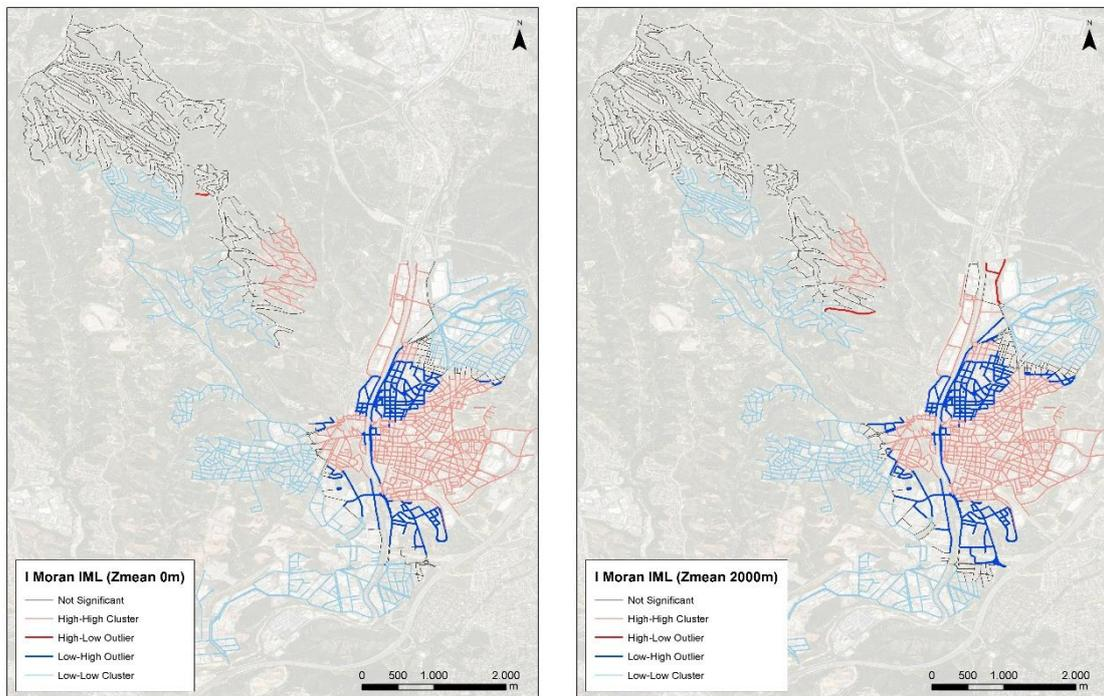 N
I Moran IML (Zmean 0m)
Not Significant
High-High Cluster
High-Low Outlier
Low-High Outlier
Low-Low Cluster
0 500 1.000 2.000
m
N
I Moran IML (Zmean 2000m)
Not Significant
High-High Cluster
High-Low Outlier
Low-High Outlier
Low-Low Cluster
0 500 1.000 2.000
m